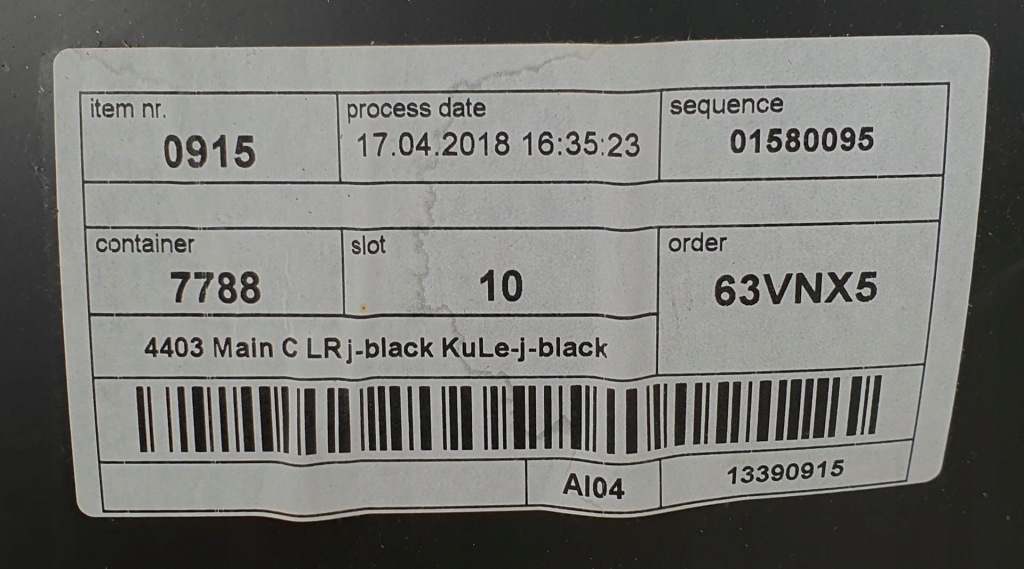 item nr. process date sequence
0915 17.04.2018 16:35:23 01580095
container slot order
7788 10 63VNX5
4403 Main C LR j-black KuLe-j-black
AI04 13390915